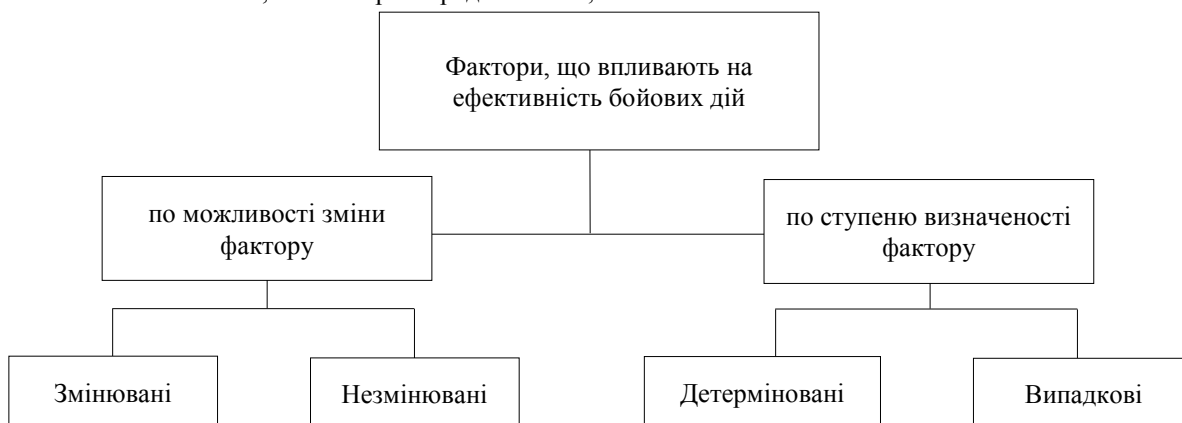 Фактори, що впливають на
ефективність бойових дій
по можливості зміни
фактору
по ступеню визначеності
фактору
Змінювані
Незмінювані
Детерміновані
Випадкові